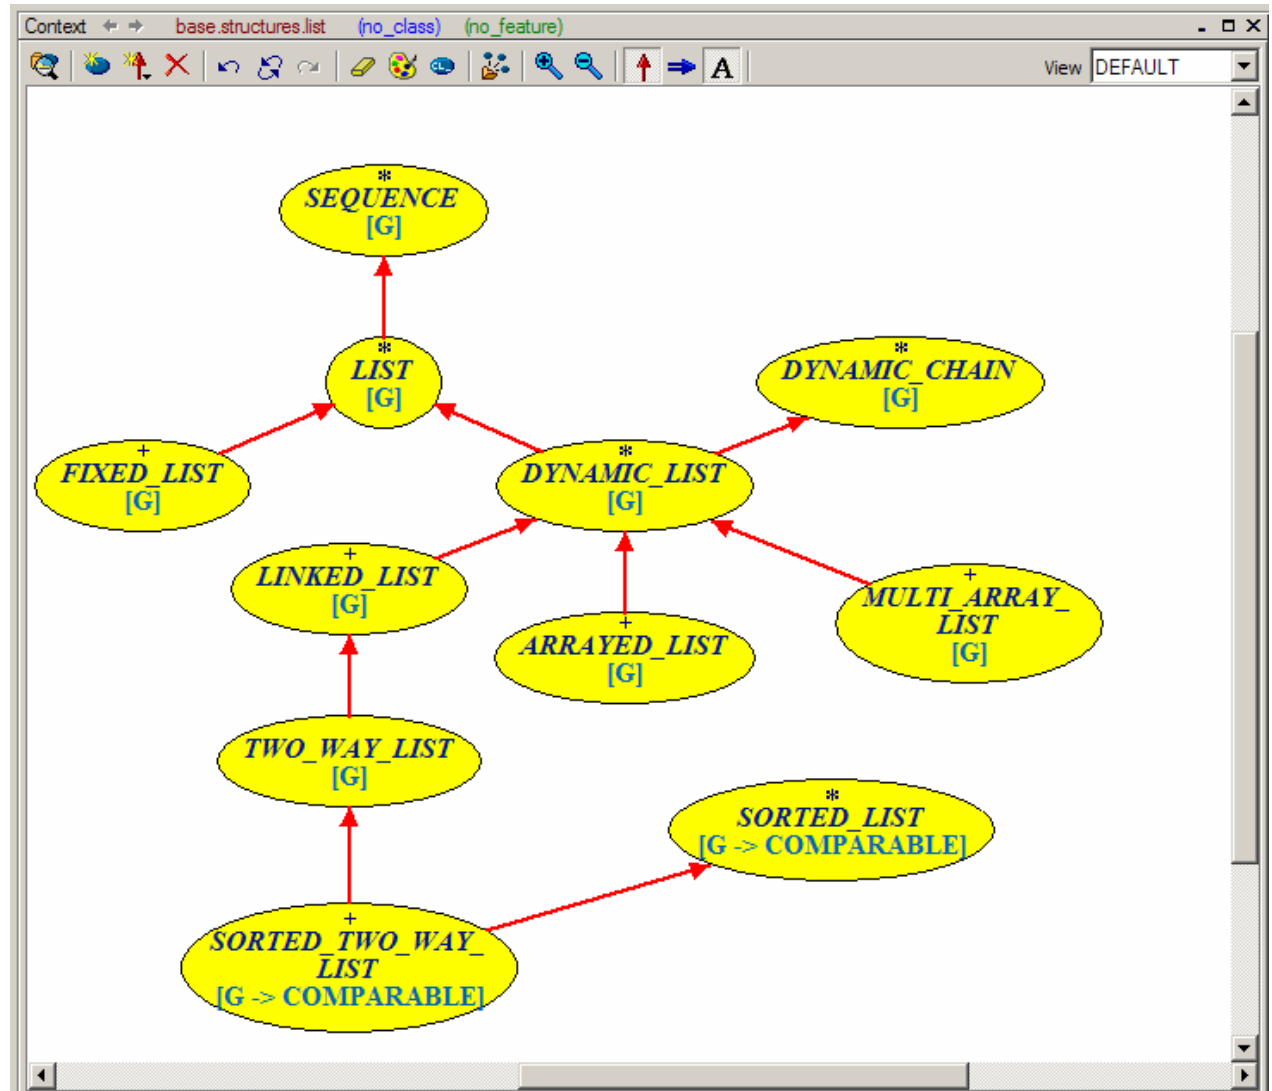 Context base.structures.list (no_class) (no_feature)
A View DEFAULT
*
SEQUENCE
[G]
*
LIST
[G]
*
DYNAMIC_CHAIN
[G]
+
FIXED_LIST
[G]
*
DYNAMIC_LIST
[G]
+
LINKED_LIST
[G]
+
ARRAYED_LIST
[G]
+
MULTI_ARRAY_
LIST
[G]
TWO_WAY_LIST
[G]
*
SORTED_LIST
[G -> COMPARABLE]
+
SORTED_TWO_WAY_
LIST
[G -> COMPARABLE]